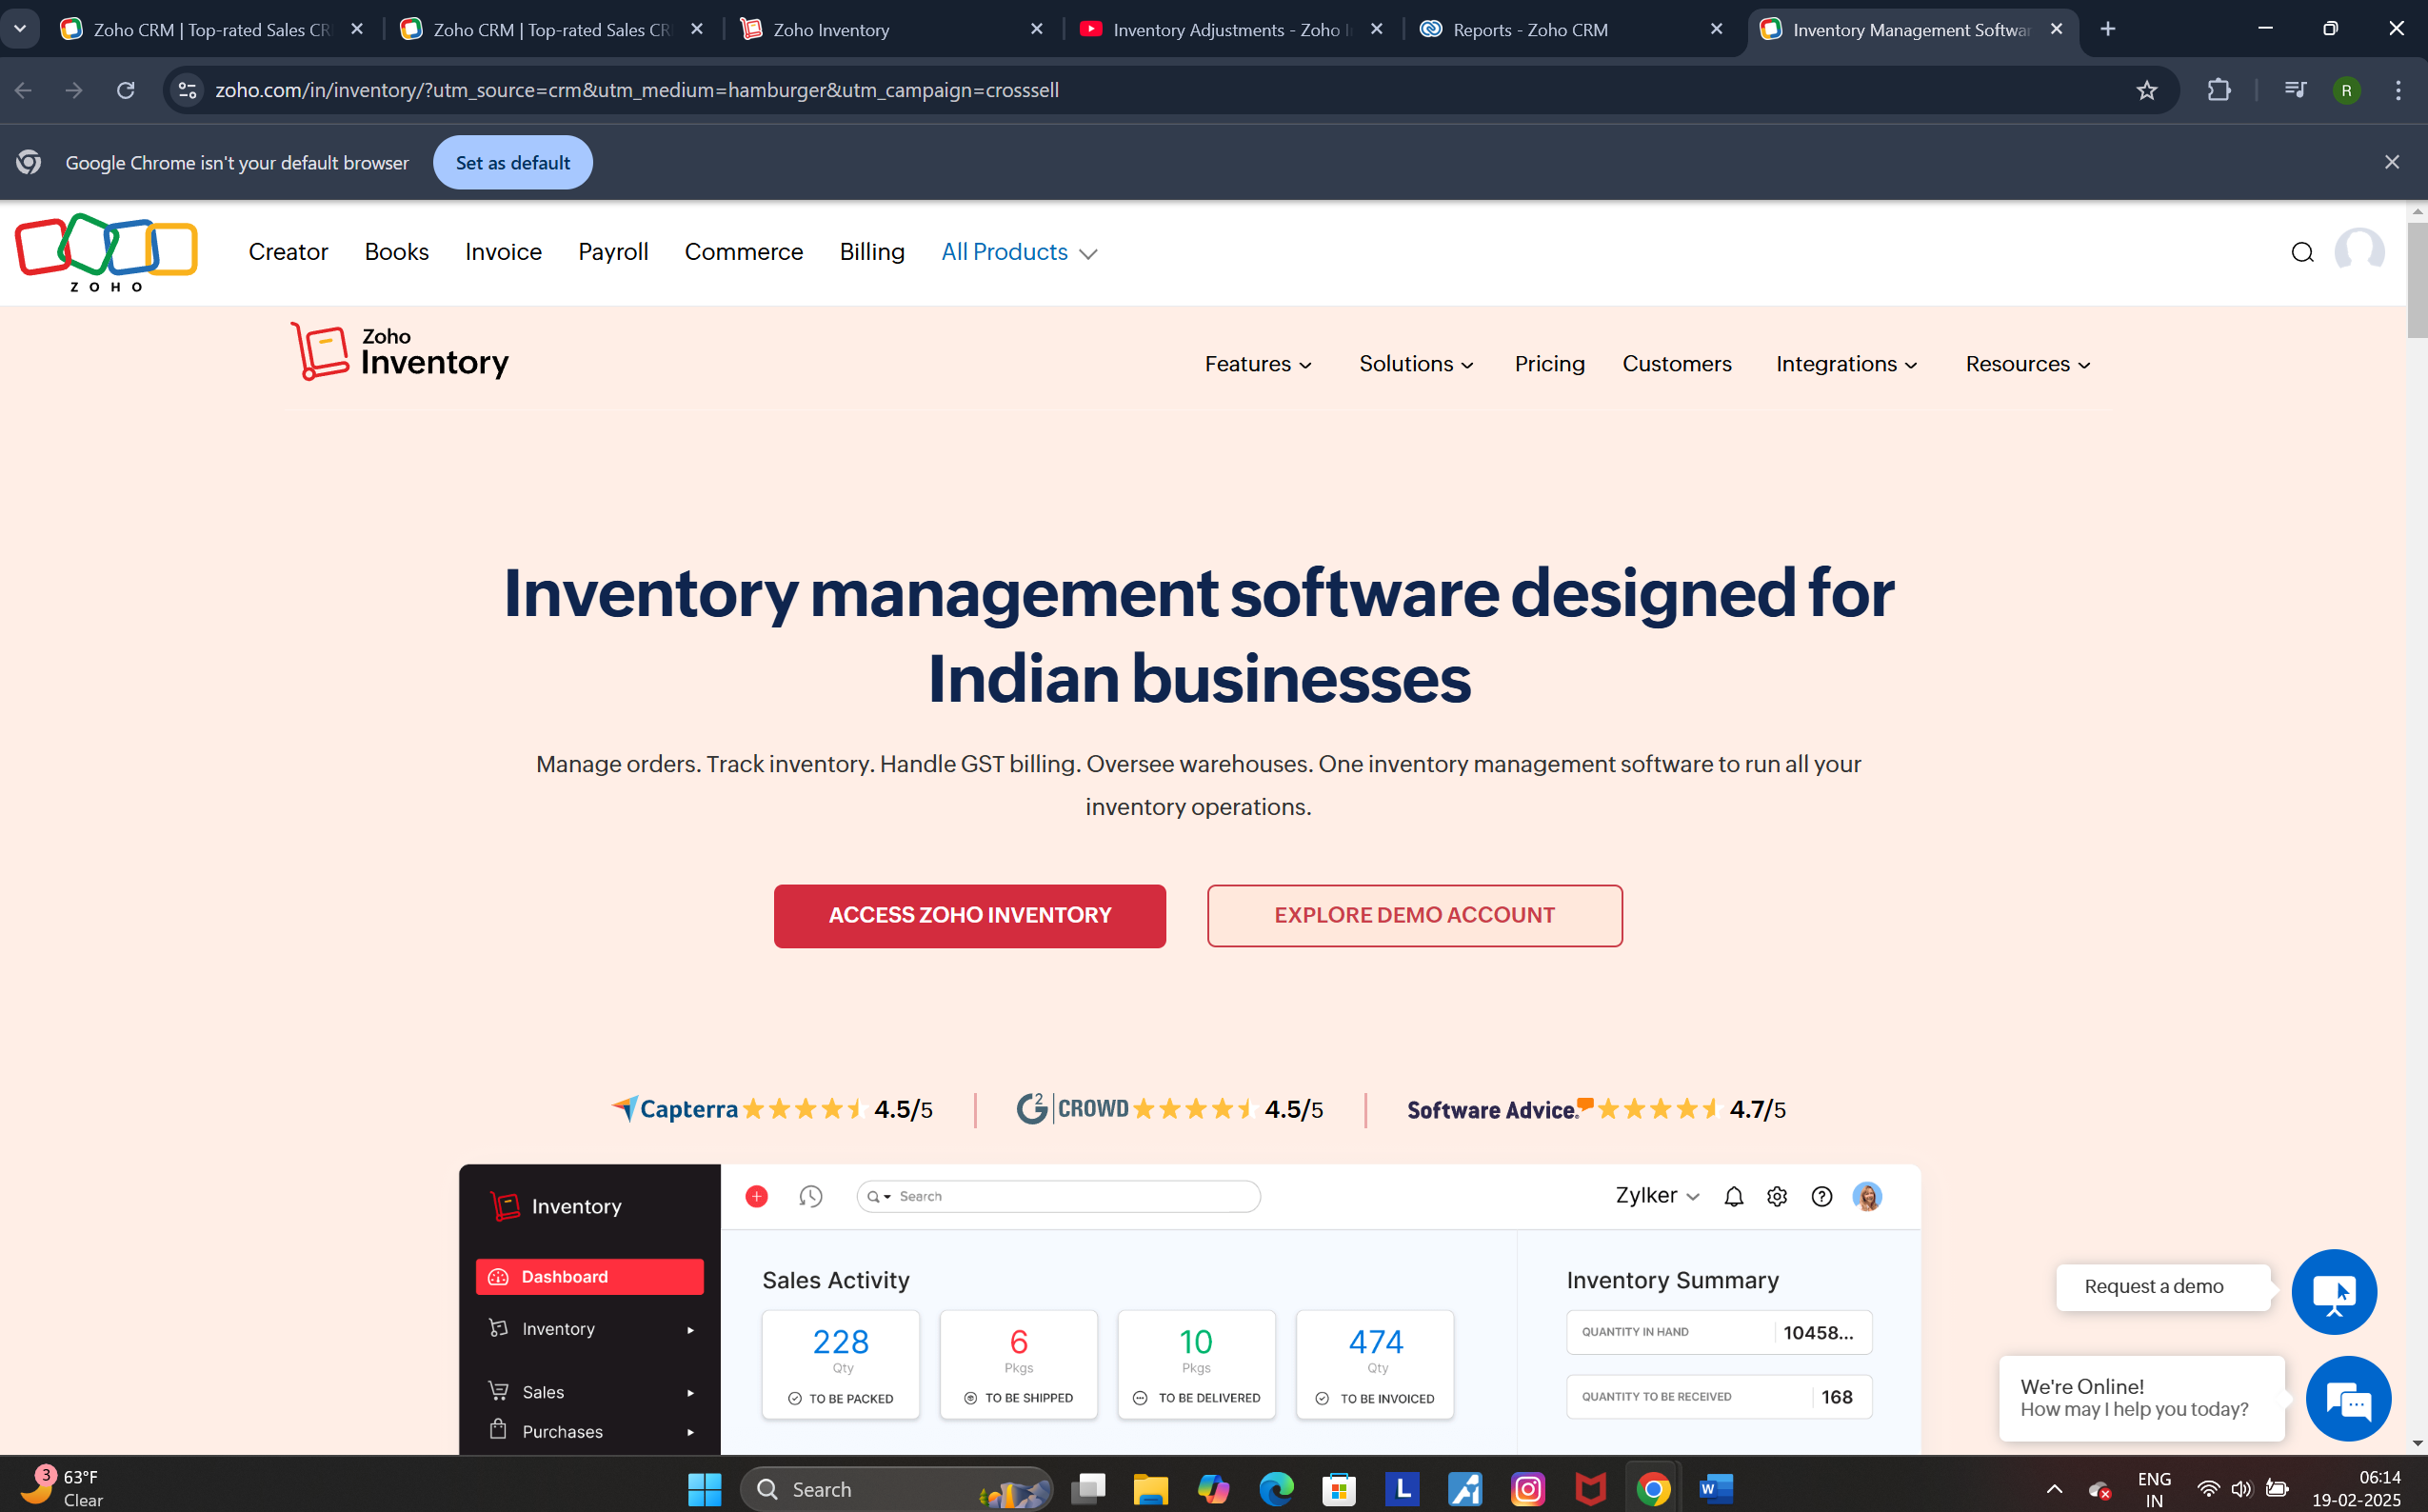 Zoho CRM | Top-rated Sales CR
Zoho CRM | Top-rated Sales CR
Zoho Inventory
Inventory Adjustments - Zoho I
Reports - Zoho CRM
Inventory Management Softwar
zoho.com/in/inventory/?utm_source=crm&utm_medium=hamburger&utm_campaign=crosssell
R
Google Chrome isn't your default browser
Set as default
ZOHO
Creator
Books
Invoice
Payroll
Commerce
Billing
All Products
Zoho
Inventory
Features
Solutions
Pricing
Customers
Integrations
Resources
Inventory management software designed for
Indian businesses
Manage orders. Track inventory. Handle GST billing. Oversee warehouses. One inventory management software to run all your
inventory operations.
ACCESS ZOHO INVENTORY
EXPLORE DEMO ACCOUNT
Capterra 4.5/5
G2 CROWD 4.5/5
Software Advice. 4.7/5
Inventory
Search
Zylker
Dashboard
Inventory
Sales
Purchases
Sales Activity
228
Qty
TO BE PACKED
6
Pkgs
TO BE SHIPPED
10
Pkgs
TO BE DELIVERED
474
Qty
TO BE INVOICED
Inventory Summary
QUANTITY IN HAND 10458...
QUANTITY TO BE RECEIVED 168
Request a demo
We're Online!
How may I help you today?
3
63°F
Clear
Search
L
W
ENG
IN
06:14
19-02-2025